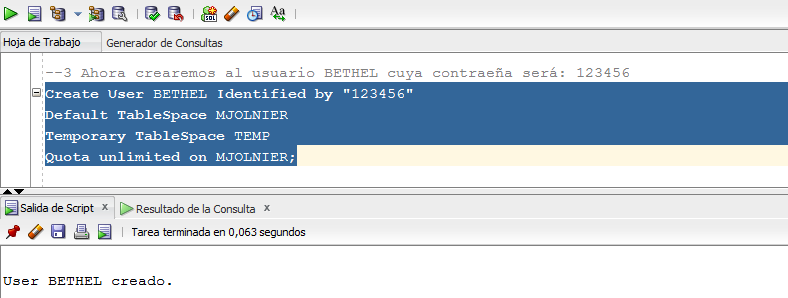 SQL
Aa
Hoja de Trabajo Generador de Consultas
--3 Ahora crearemos al usuario BETHEL cuya contraeña será: 123456
Create User BETHEL Identified by "123456"
Default TableSpace MJOLNIER
Temporary TableSpace TEMP
Quota unlimited on MJOLNIER;
Salida de Script x Resultado de la Consulta x
Tarea terminada en 0,063 segundos
User BETHEL creado.